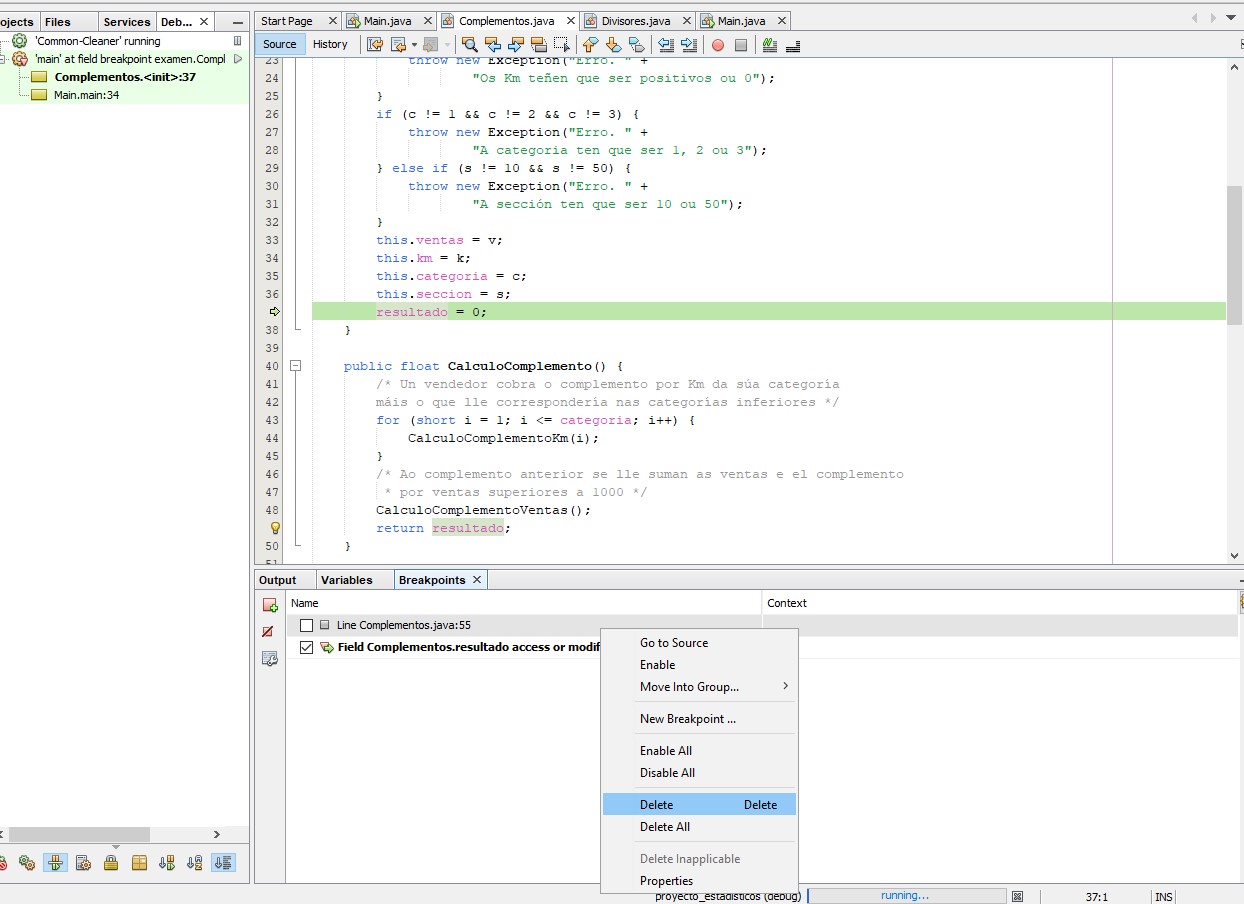 ojects Files Services Deb...
'Common-Cleaner' running
'main' at field breakpoint examen.Compl
Complementos.<init>:37
Main.main:34
Start Page Main.java Complementos.java Divisores.java Main.java
Source History
23 throw new Exception("Erro. " +
24 "Os Km teñen que ser positivos ou 0");
25 }
26 if (c != 1 && c != 2 && c != 3) {
27 throw new Exception("Erro. " +
28 "A categoria ten que ser 1, 2 ou 3");
29 } else if (s != 10 && s != 50) {
30 throw new Exception("Erro. " +
31 "A sección ten que ser 10 ou 50");
32 }
33 this.ventas = v;
34 this.km = k;
35 this.categoria = c;
36 this.seccion = s;
resultado = 0;
38 }
39
40 public float CalculoComplemento() {
41 /* Un vendedor cobra o complemento por Km da súa categoría
42 máis o que lle correspondería nas categorías inferiores */
43 for (short i = 1; i <= categoria; i++) {
44 CalculoComplementoKm(i);
45 }
46 /* Ao complemento anterior se lle suman as ventas e el complemento
47 * por ventas superiores a 1000 */
48 CalculoComplementoVentas();
return resultado;
50 }
51
Output Variables Breakpoints
Name Context
Line Complementos.java:55
Field Complementos.resultado access or modif
Go to Source
Enable
Move Into Group...
New Breakpoint ...
Enable All
Disable All
Delete Delete
Delete All
Delete Inapplicable
Properties
proyecto_estadisticos (debug) running... 37:1 INS